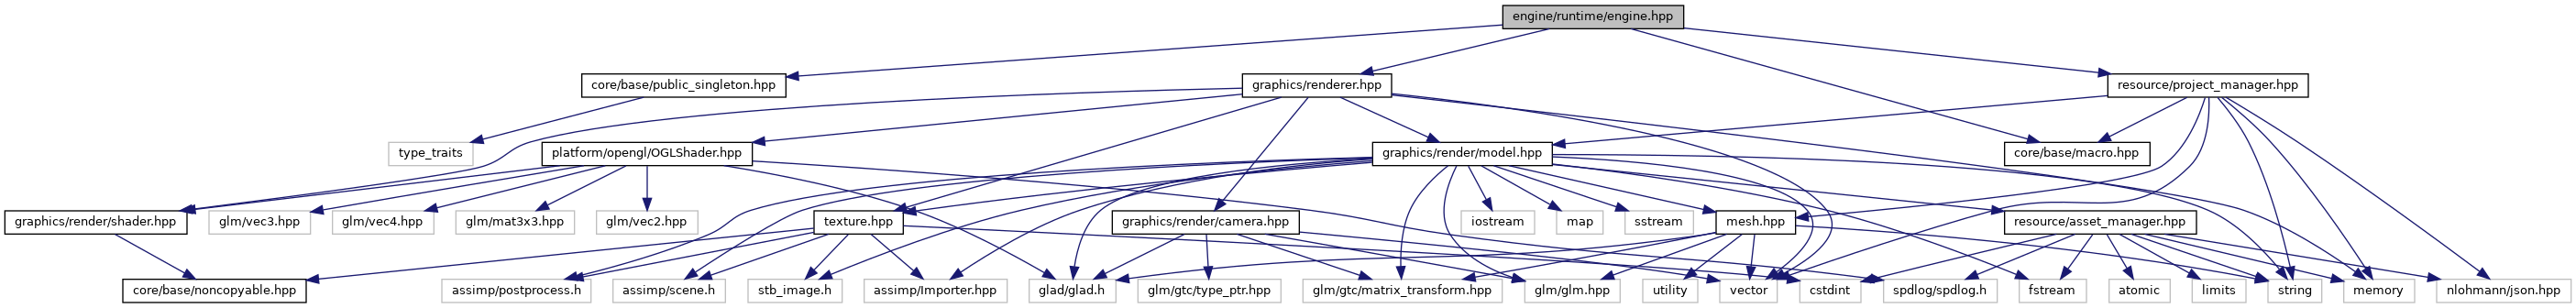 engine/runtime/engine.hpp
core/base/public_singleton.hpp
graphics/renderer.hpp
resource/project_manager.hpp
type_traits
platform/opengl/OGLShader.hpp
graphics/render/model.hpp
core/base/macro.hpp
graphics/render/shader.hpp
glm/vec3.hpp
glm/vec4.hpp
glm/mat3x3.hpp
glm/vec2.hpp
texture.hpp
graphics/render/camera.hpp
iostream
map
sstream
mesh.hpp
resource/asset_manager.hpp
core/base/noncopyable.hpp
assimp/postprocess.h
assimp/scene.h
stb_image.h
assimp/Importer.hpp
glad/glad.h
glm/gtc/type_ptr.hpp
glm/gtc/matrix_transform.hpp
glm/glm.hpp
utility
vector
cstdint
spdlog/spdlog.h
fstream
atomic
limits
string
memory
nlohmann/json.hpp